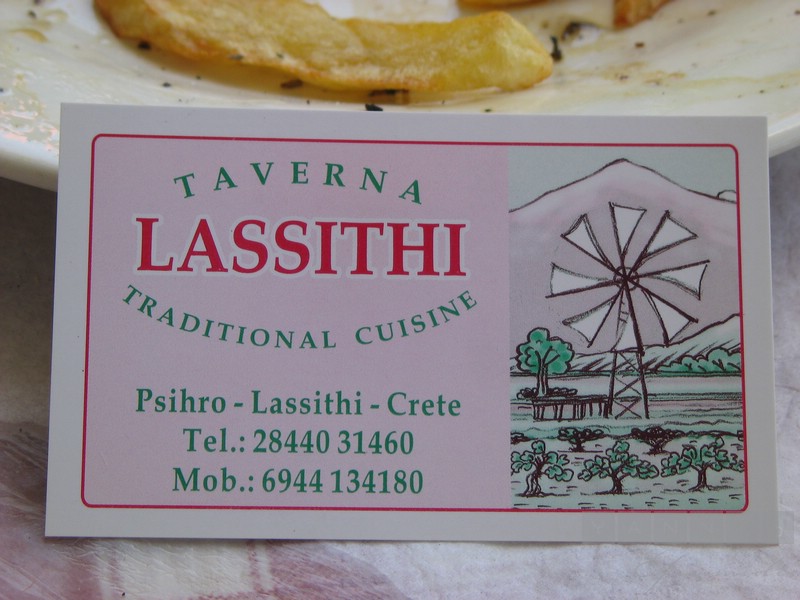 TAVERNA
LASSITHI
TRADITIONAL CUISINE
Psihro - Lassithi - Crete
Tel.: 28440 31460
Mob.: 6944 134180